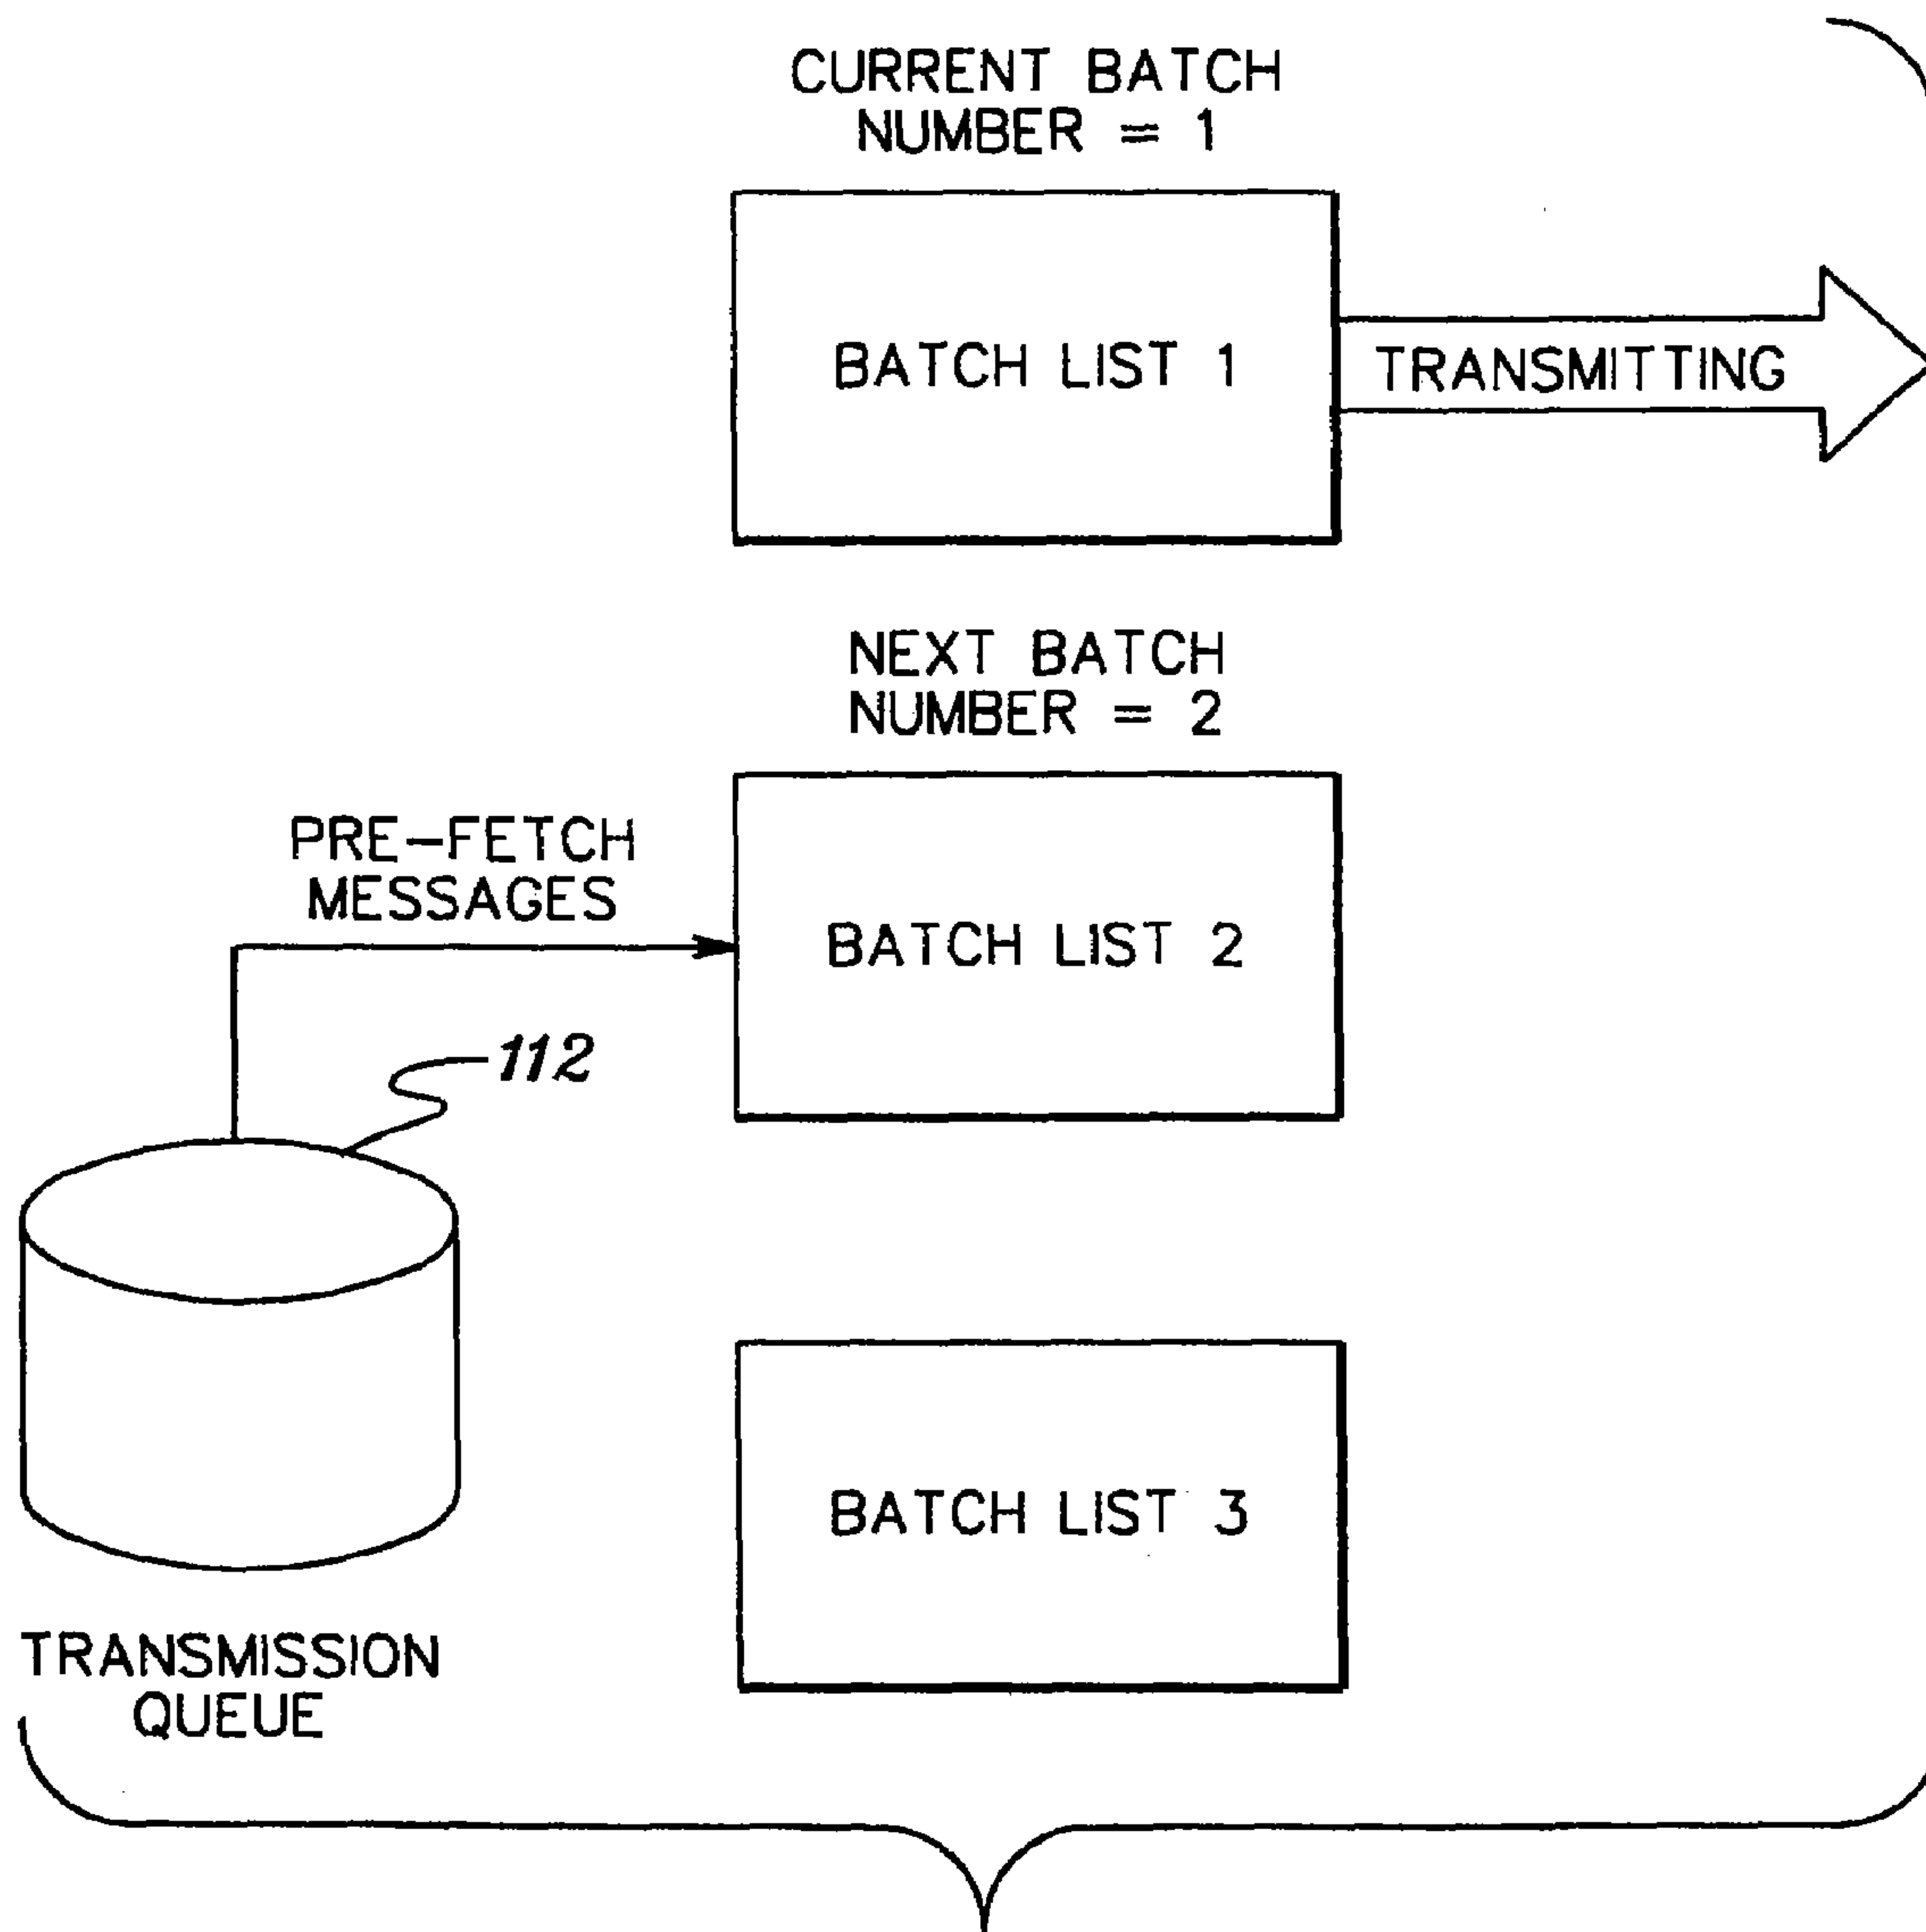 CURRENT BATCH
NUMBER = 1
BATCH LIST 1
TRANSMITTING
NEXT BATCH
NUMBER = 2
PRE-FETCH
MESSAGES
BATCH LIST 2
112
BATCH LIST 3
TRANSMISSION
QUEUE